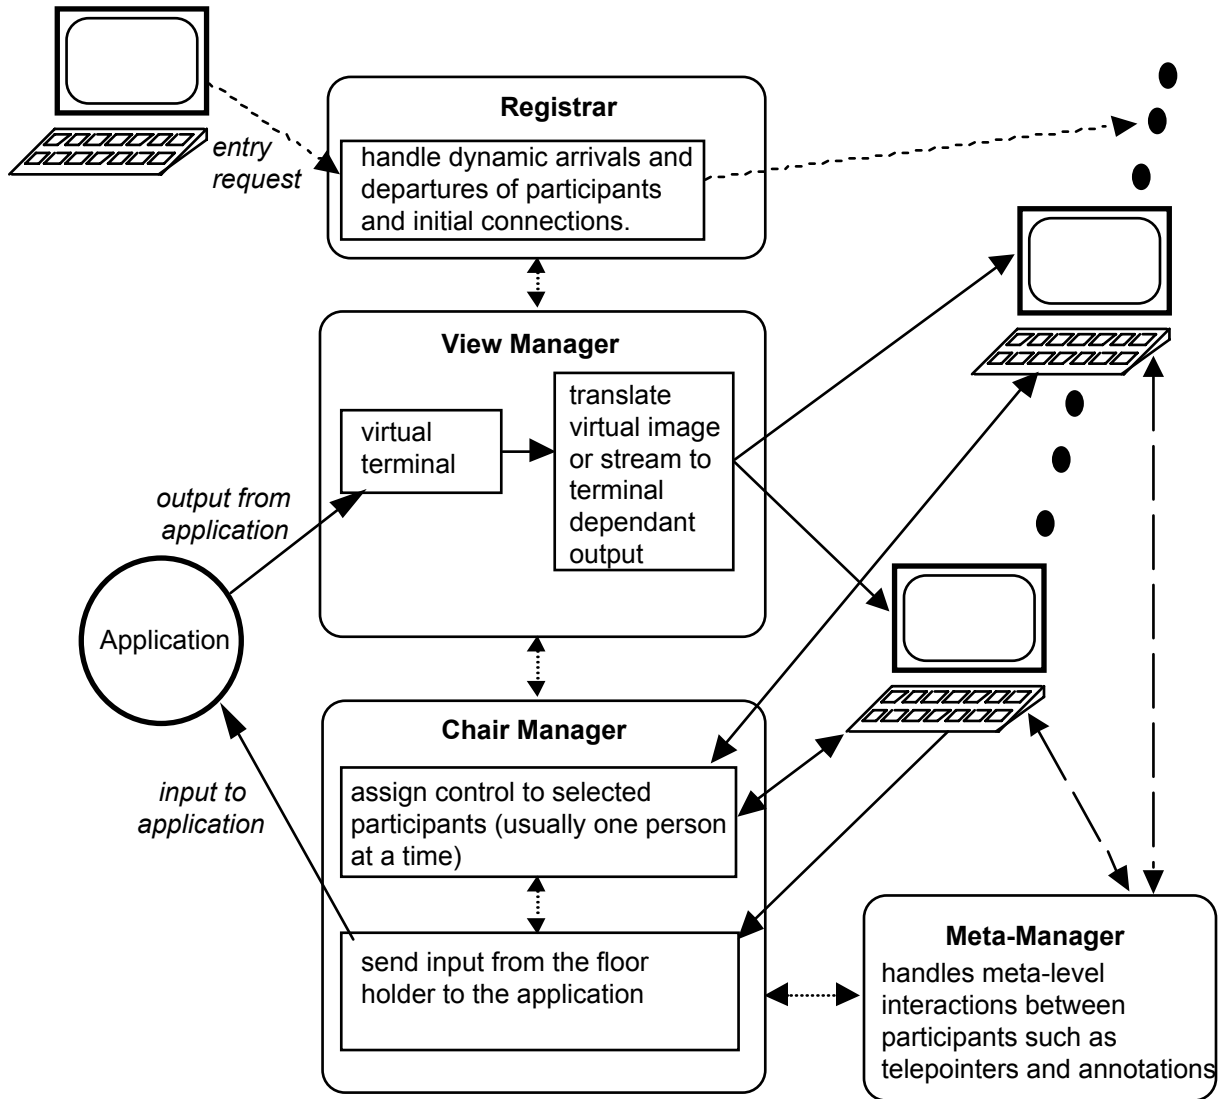 Registrar
entry
request
handle dynamic arrivals and
departures of participants
and initial connections.
View Manager
virtual
terminal
translate
virtual image
or stream to
terminal
dependant
output
output from
application
Application
Chair Manager
input to
application
assign control to selected
participants (usually one person
at a time)
send input from the floor
holder to the application
Meta-Manager
handles meta-level
interactions between
participants such as
telepointers and annotations